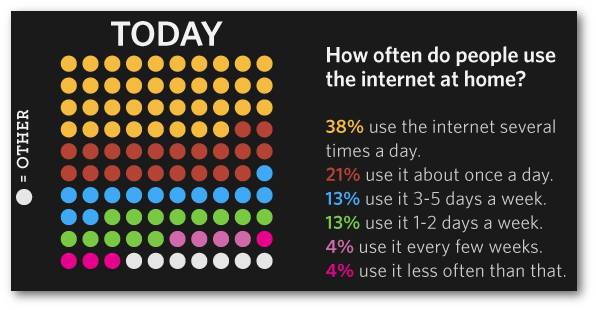 TODAY
= OTHER
How often do people use
the internet at home?
38% use the internet several
times a day.
21% use it about once a day.
13% use it 3-5 days a week.
13% use it 1-2 days a week.
4% use it every few weeks.
4% use it less often than that.